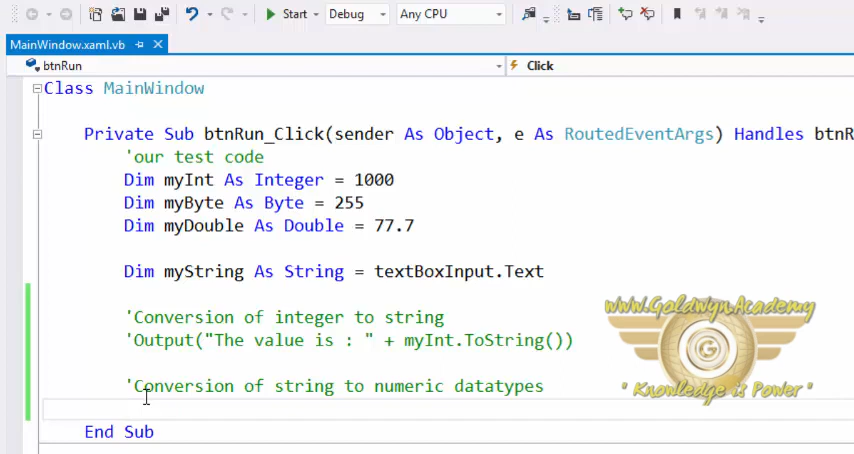 Start Debug Any CPU
MainWindow.xaml.vb
btnRun Click
Class MainWindow
Private Sub btnRun_Click(sender As Object, e As RoutedEventArgs) Handles btnR
'our test code
Dim myInt As Integer = 1000
Dim myByte As Byte = 255
Dim myDouble As Double = 77.7
Dim myString As String = textBoxInput.Text
'Conversion of integer to string
'Output("The value is : " + myInt.ToString())
'Conversion of string to numeric datatypes
End Sub
www.GoldwynAcademy
G
" Knowledge is Power "